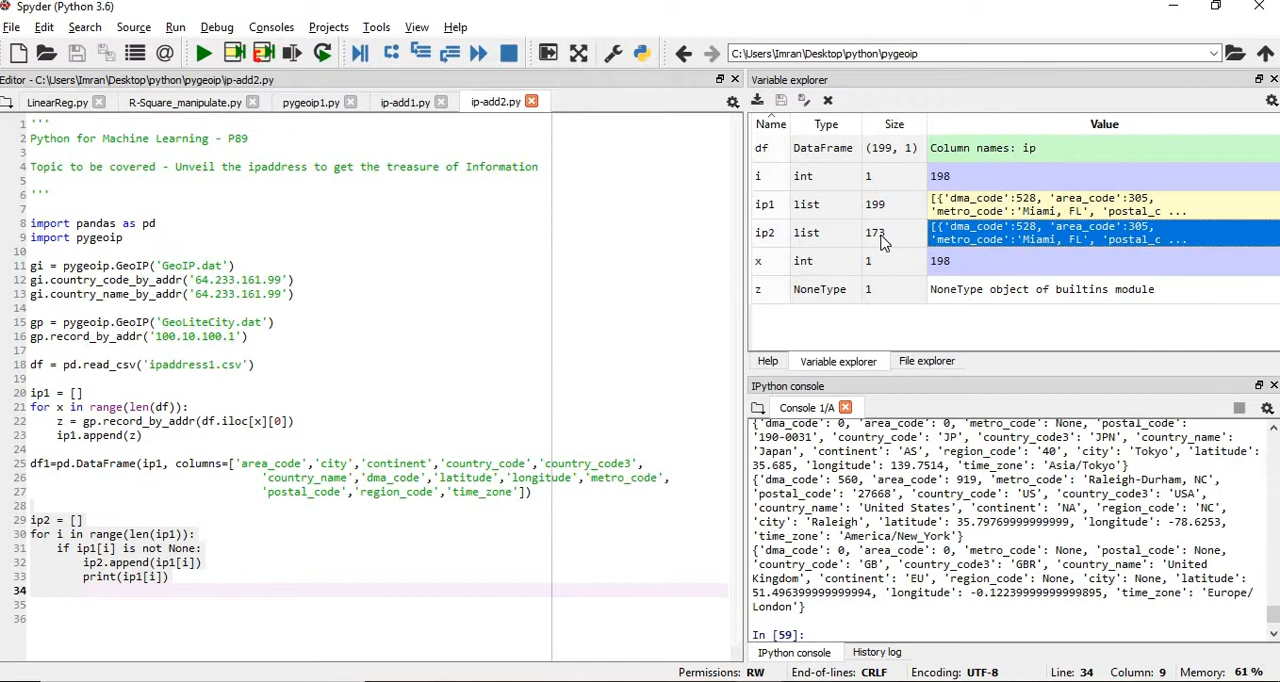 Spyder (Python 3.6)
File Edit Search Source Run Debug Consoles Projects Tools View Help
C:\Users\Imran\Desktop\python\pygeoip
Editor - C:\Users\Imran\Desktop\python\pygeoip\ip-add2.py
LinearReg.py R-Square_manipulate.py pygeoip1.py ip-add1.py ip-add2.py
1 '''
2 Python for Machine Learning - P89
3
4 Topic to be covered - Unveil the ipaddress to get the treasure of Information
5
6 '''
7
8 import pandas as pd
9 import pygeoip
10
11 gi = pygeoip.GeoIP('GeoIP.dat')
12 gi.country_code_by_addr('64.233.161.99')
13 gi.country_name_by_addr('64.233.161.99')
14
15 gp = pygeoip.GeoIP('GeoLiteCity.dat')
16 gp.record_by_addr('100.10.100.1')
17
18 df = pd.read_csv('ipaddress1.csv')
19
20 ip1 = []
21 for x in range(len(df)):
22 z = gp.record_by_addr(df.iloc[x][0])
23 ip1.append(z)
24
25 df1=pd.DataFrame(ip1, columns=['area_code','city','continent','country_code','country_code3',
26 'country_name','dma_code','latitude','longitude','metro_code',
27 'postal_code','region_code','time_zone'])
28
29 ip2 = []
30 for i in range(len(ip1)):
31 if ip1[i] is not None:
32 ip2.append(ip1[i])
33 print(ip1[i])
34
35
36
Variable explorer
Name Type Size Value
df DataFrame (199, 1) Column names: ip
i int 1 198
ip1 list 199 [{'dma_code':528, 'area_code':305,
'metro_code':'Miami, FL', 'postal_c ...
ip2 list 173 [{'dma_code':528, 'area_code':305,
'metro_code':'Miami, FL', 'postal_c ...
x int 1 198
z NoneType 1 NoneType object of builtins module
Help Variable explorer File explorer
IPython console
Console 1/A
{'dma_code': 0, 'area_code': 0, 'metro_code': None, 'postal_code':
'190-0031', 'country_code': 'JP', 'country_code3': 'JPN', 'country_name':
'Japan', 'continent': 'AS', 'region_code': '40', 'city': 'Tokyo', 'latitude':
35.685, 'longitude': 139.7514, 'time_zone': 'Asia/Tokyo'}
{'dma_code': 560, 'area_code': 919, 'metro_code': 'Raleigh-Durham, NC',
'postal_code': '27668', 'country_code': 'US', 'country_code3': 'USA',
'country_name': 'United States', 'continent': 'NA', 'region_code': 'NC',
'city': 'Raleigh', 'latitude': 35.79769999999999, 'longitude': -78.6253,
'time_zone': 'America/New_York'}
{'dma_code': 0, 'area_code': 0, 'metro_code': None, 'postal_code': None,
'country_code': 'GB', 'country_code3': 'GBR', 'country_name': 'United
Kingdom', 'continent': 'EU', 'region_code': None, 'city': None, 'latitude':
51.496399999999994, 'longitude': -0.12239999999999895, 'time_zone': 'Europe/
London'}
In [59]:
IPython console History log
Permissions: RW End-of-lines: CRLF Encoding: UTF-8 Line: 34 Column: 9 Memory: 61 %